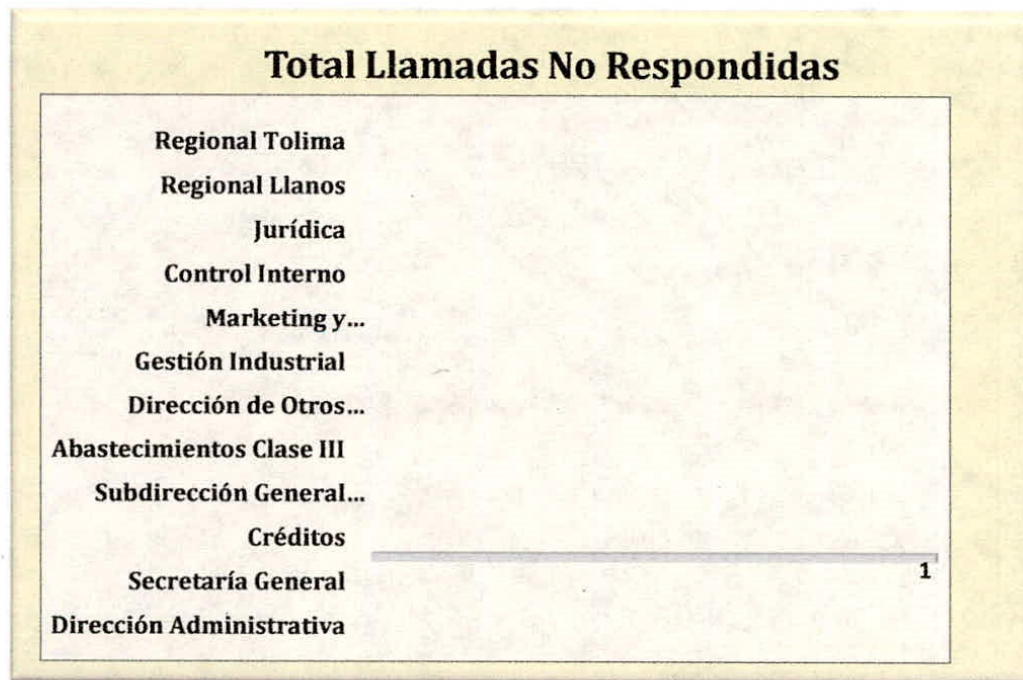 Total Llamadas No Respondidas
Regional Tolima
Regional Llanos
Jurídica
Control Interno
Marketing y...
Gestión Industrial
Dirección de Otros...
Abastecimientos Clase III
Subdirección General...
Créditos
1
Secretaría General
Dirección Administrativa